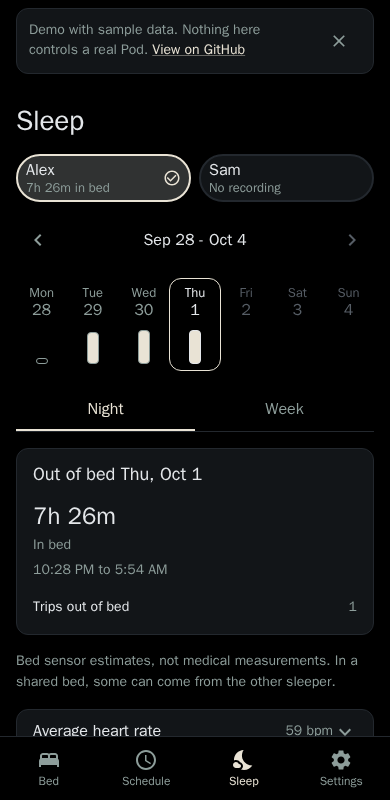 Demo with sample data. Nothing here
controls a real Pod. View on GitHub
Sleep
Alex
7h 26m in bed
Sam
No recording
Sep 28 - Oct 4
Mon Tue Wed Thu Fri Sat Sun
28 29 30 1 2 3 4
Night Week
Out of bed Thu, Oct 1
7h 26m
In bed
10:28 PM to 5:54 AM
Trips out of bed 1
Bed sensor estimates, not medical measurements. In a
shared bed, some can come from the other sleeper.
Average heart rate 59 bpm
Bed Schedule Sleep Settings